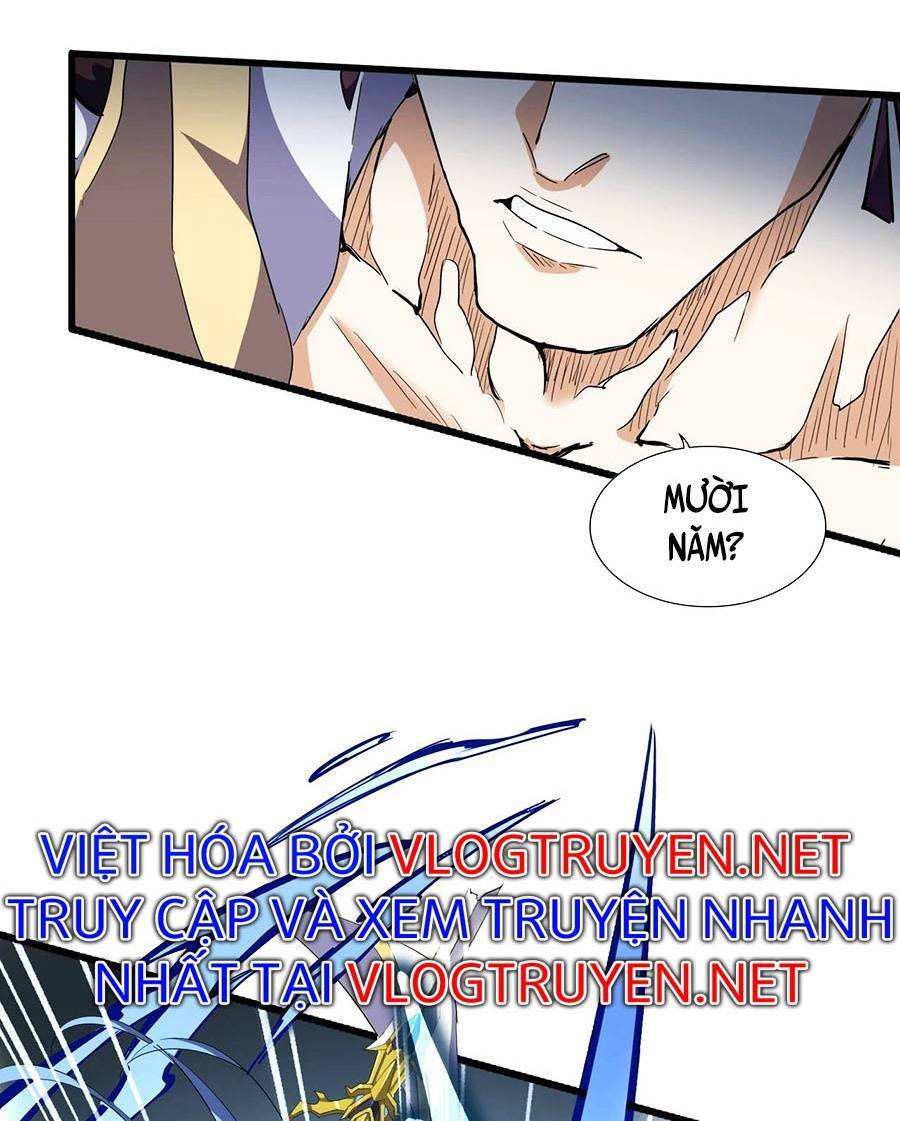 MƯỜI
NĂM?
VIỆT HÓA BỞI VLOGTRUYEN.NET
TRUY CẬP VÀ XEM TRUYỆN NHANH
NHẤT TẠI VLOGTRUYEN.NET